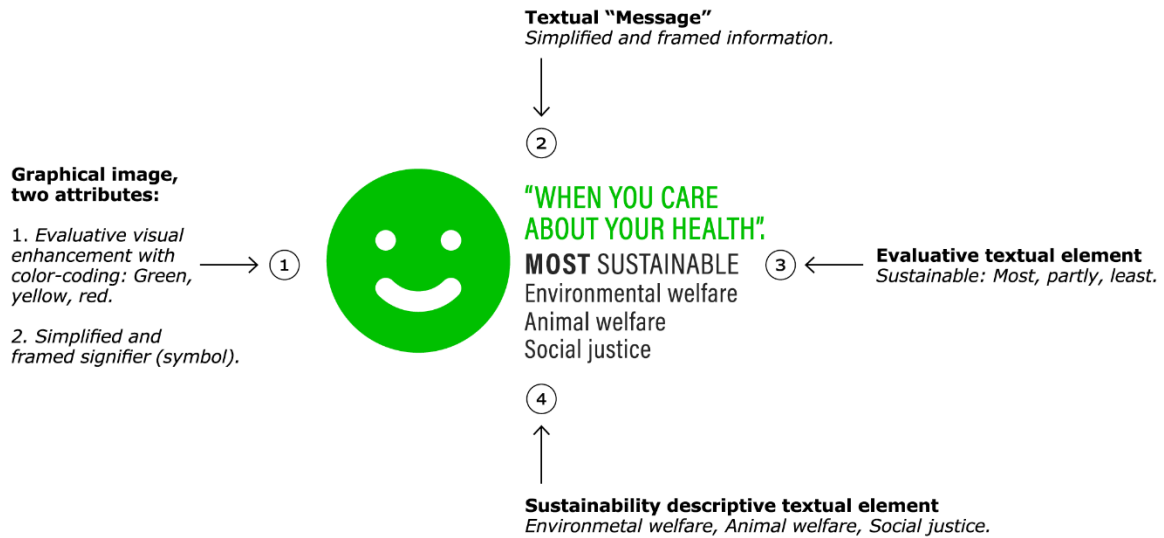 Textual “Message”
Simplified and framed information.
2
Graphical image,
two attributes:
1. Evaluative visual
enhancement with
color-coding: Green,
yellow, red.
2. Simplified and
framed signifier (symbol).
1
“WHEN YOU CARE
ABOUT YOUR HEALTH”.
MOST SUSTAINABLE
Environmental welfare
Animal welfare
Social justice
3
Evaluative textual element
Sustainable: Most, partly, least.
4
Sustainability descriptive textual element
Environmetal welfare, Animal welfare, Social justice.